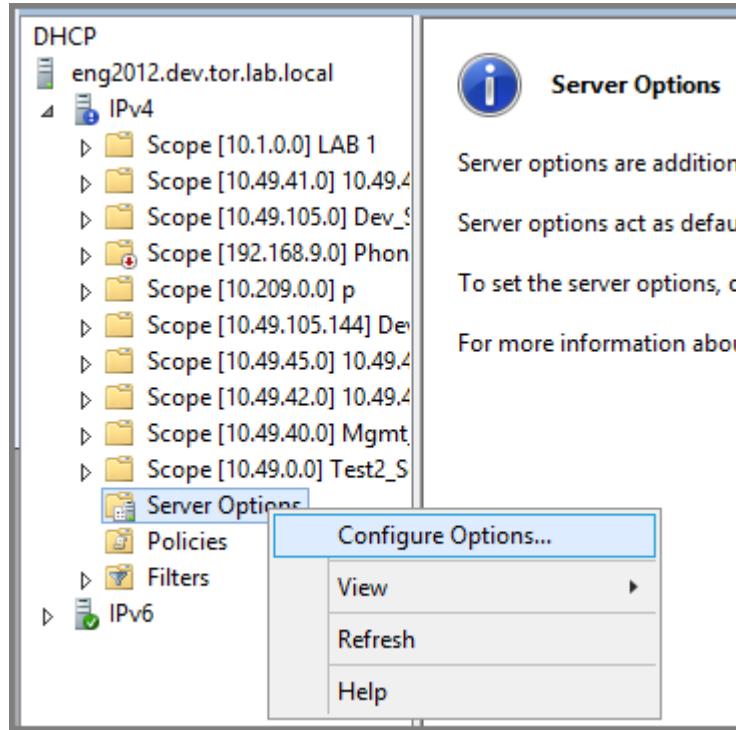 DHCP
eng2012.dev.tor.lab.local
IPv4
Scope [10.1.0.0] LAB 1
Scope [10.49.41.0] 10.49.4
Scope [10.49.105.0] Dev_S
Scope [192.168.9.0] Phon
Scope [10.209.0.0] p
Scope [10.49.105.144] De
Scope [10.49.45.0] 10.49.4
Scope [10.49.42.0] 10.49.4
Scope [10.49.40.0] Mgmt_
Scope [10.49.0.0] Test2_S
Server Options
Policies
Filters
IPv6
Configure Options...
View
Refresh
Help
Server Options
Server options are addition
Server options act as defau
To set the server options, c
For more information abou